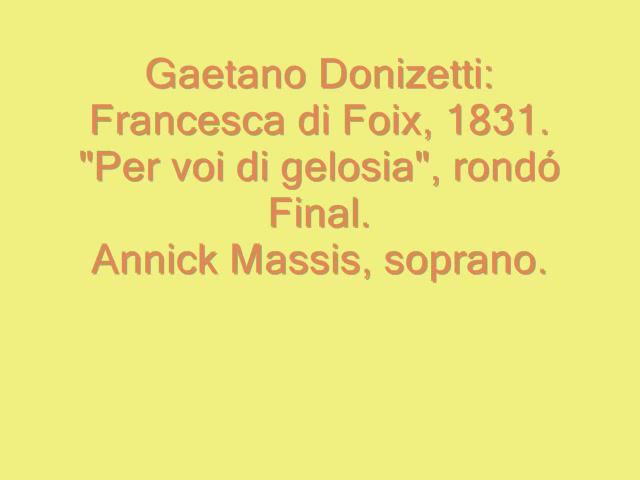 Gaetano Donizetti:
Francesca di Foix, 1831.
"Per voi di gelosia", rondó
Final.
Annick Massis, soprano.